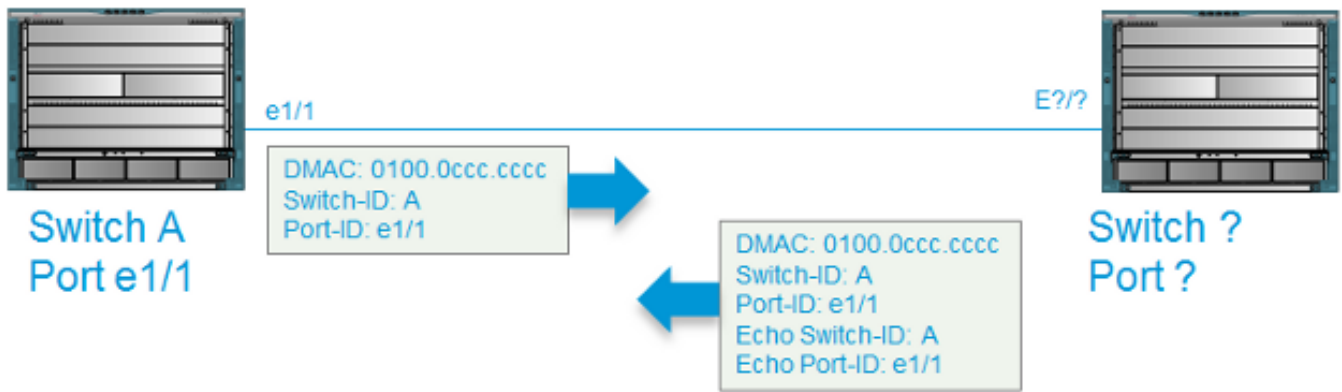 e1/1
E?/?
DMAC: 0100.0ccc.cccc
Switch-ID: A
Port-ID: e1/1
Switch A
Port e1/1
DMAC: 0100.0ccc.cccc
Switch-ID: A
Port-ID: e1/1
Echo Switch-ID: A
Echo Port-ID: e1/1
Switch ?
Port ?